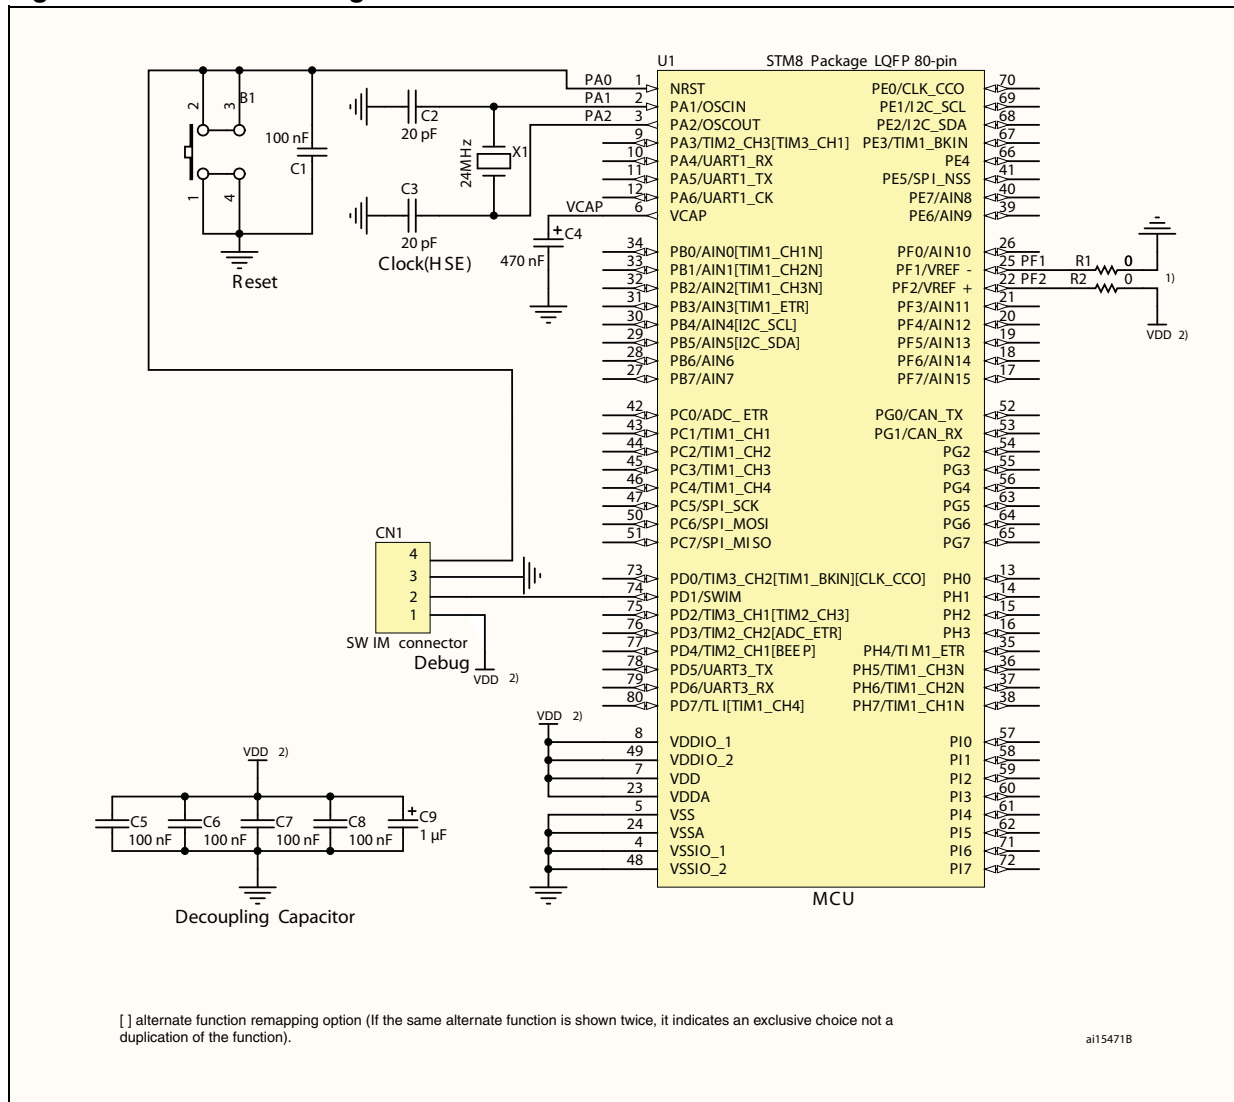 U1
STM8 Package LQFP 80-pin
PA0 1 NRST
PA1 2 PA1/OSCIN
PA2 3 PA2/OSCOUT
9 PA3/TIM2_CH3[TIM3_CH1]
10 PA4/UART1_RX
11 PA5/UART1_TX
12 PA6/UART1_CK
VCAP 6 VCAP
34 PB0/AIN0[TIM1_CH1N]
33 PB1/AIN1[TIM1_CH2N]
32 PB2/AIN2[TIM1_CH3N]
31 PB3/AIN3[TIM1_ETR]
30 PB4/AIN4[I2C_SCL]
29 PB5/AIN5[I2C_SDA]
28 PB6/AIN6
27 PB7/AIN7
42 PC0/ADC_ ETR
43 PC1/TIM1_CH1
44 PC2/TIM1_CH2
45 PC3/TIM1_CH3
46 PC4/TIM1_CH4
47 PC5/SPI_SCK
50 PC6/SPI_MOSI
51 PC7/SPI_MISO
73 PD0/TIM3_CH2[TIM1_BKIN][CLK_CCO]
74 PD1/SWIM
75 PD2/TIM3_CH1[TIM2_CH3]
76 PD3/TIM2_CH2[ADC_ETR]
77 PD4/TIM2_CH1[BEEP]
78 PD5/UART3_TX
79 PD6/UART3_RX
80 PD7/TLI[TIM1_CH4]
8 VDDIO_1
49 VDDIO_2
7 VDD
23 VDDA
5 VSS
24 VSSA
4 VSSIO_1
48 VSSIO_2
PE0/CLK_CCO 70
PE1/I2C_SCL 69
PE2/I2C_SDA 68
PE3/TIM1_BKIN 67
PE4 66
PE5/SPI_NSS 41
PE7/AIN8 40
PE6/AIN9 39
PF0/AIN10 26
PF1/VREF - 25 PF1 R1 0
PF2/VREF + 22 PF2 R2 0
1)
PF3/AIN11 21
PF4/AIN12 20
PF5/AIN13 19
PF6/AIN14 18
PF7/AIN15 17
VDD 2)
PG0/CAN_TX 52
PG1/CAN_RX 53
PG2 54
PG3 55
PG4 56
PG5 63
PG6 64
PG7 65
PH0 13
PH1 14
PH2 15
PH3 16
PH4/TIM1_ETR 35
PH5/TIM1_CH3N 36
PH6/TIM1_CH2N 37
PH7/TIM1_CH1N 38
PI0 57
PI1 58
PI2 59
PI3 60
PI4 61
PI5 62
PI6 71
PI7 72
MCU
2 3 B1
1 4
100 nF
C1
Reset
C2
20 pF
24MHz X1
C3
20 pF
Clock(HSE)
C4
470 nF
+
CN1
4
3
2
1
SWIM connector
Debug
VDD 2)
VDD 2)
VDD 2)
C5 C6 C7 C8 + C9
100 nF 100 nF 100 nF 100 nF 1 µF
Decoupling Capacitor
[ ] alternate function remapping option (If the same alternate function is shown twice, it indicates an exclusive choice not a
duplication of the function).
ai15471B